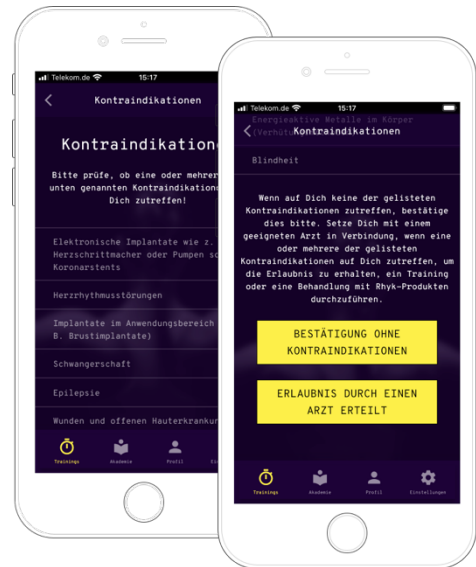 Telekom.de 15:17
Kontraindikationen
Kontraindikation
Bitte prüfe, ob eine oder mehrer
unten genannten Kontraindikation
Dich zutreffen!
Elektronische Implantate wie z.
Herzschrittmacher oder Pumpen so
Koronarstents
Herzrhythmusstörungen
Implantate im Anwendungsbereich
B. Brustimplantate)
Schwangerschaft
Epilepsie
Wunden und offenen Hauterkrankun
Trainings Akademie Profil
Telekom.de 15:17
Energieaktive Metalle im Körper
Kontraindikationen
Blindheit
Wenn auf Dich keine der gelisteten
Kontraindikationen zutreffen, bestätige
dies bitte. Setze Dich mit einem
geeigneten Arzt in Verbindung, wenn eine
oder mehrere der gelisteten
Kontraindikationen auf Dich zutreffen, um
die Erlaubnis zu erhalten, ein Training
oder eine Behandlung mit Rhyk-Produkten
durchzuführen.
BESTÄTIGUNG OHNE
KONTRAINDIKATIONEN
ERLAUBNIS DURCH EINEN
ARZT ERTEILT
Trainings Akademie Profil Einstellungen